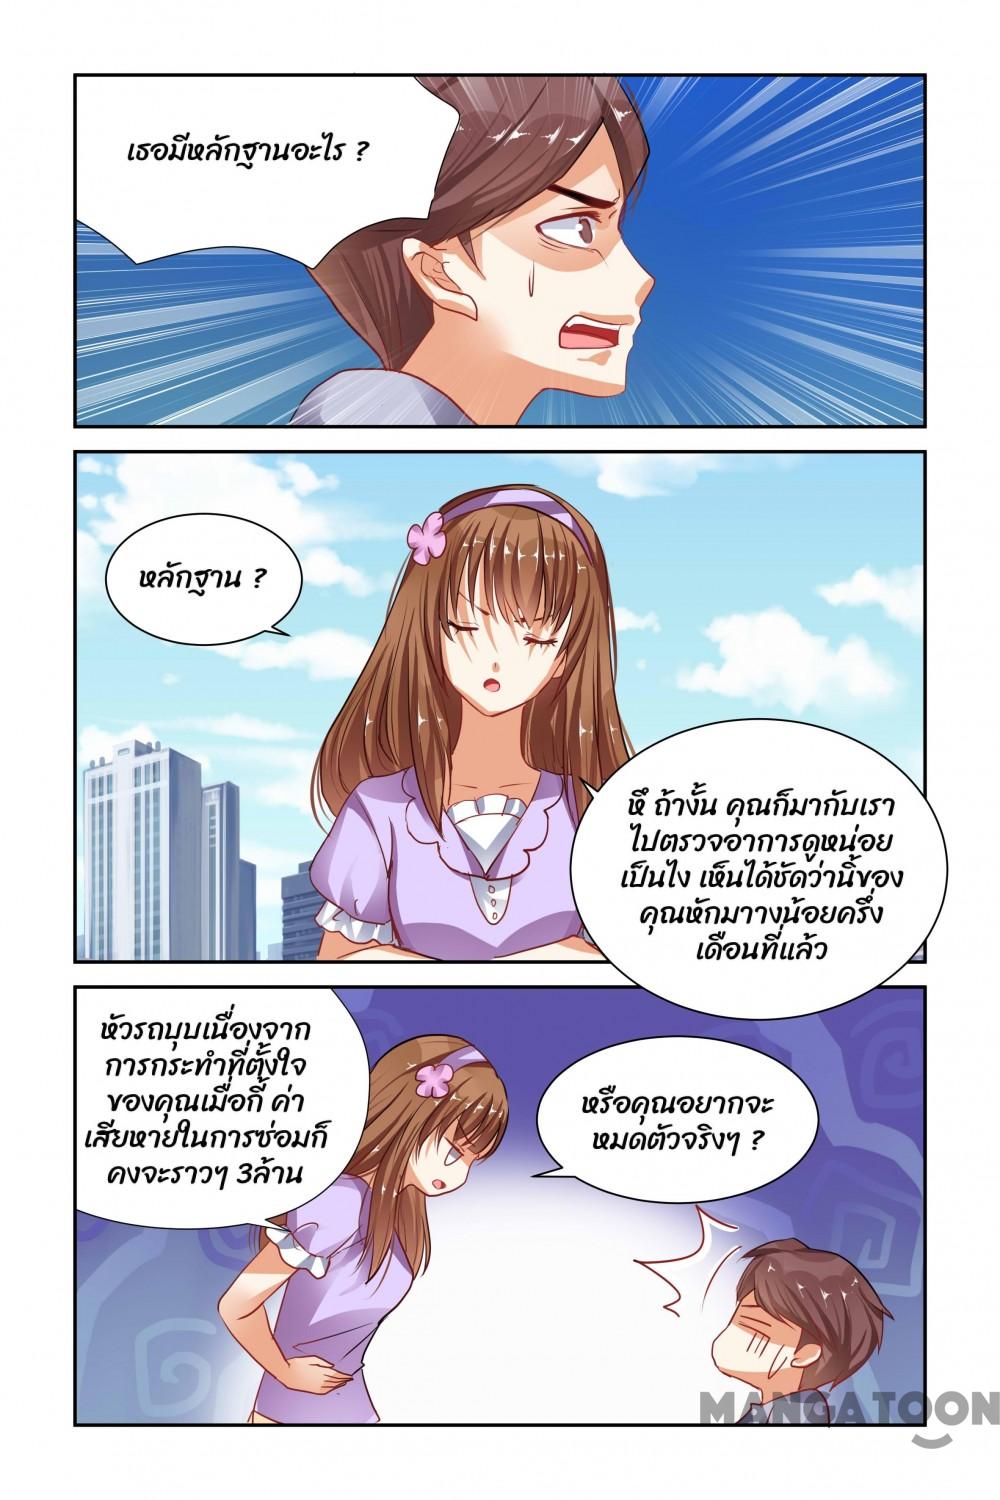 เธอมีหลักฐานอะไร ?
หลักฐาน ?
หึ ถ้างั้น คุณก็มากับเรา
ไปตรวจอาการดูหน่อย
เป็นไง เห็นได้ชัดว่านิ้ของ
คุณหักมาางน้อยครึ่ง
เดือนที่แล้ว
หัวรถบุบเนื่องจาก
การกระทำที่ตั้งใจ
ของคุณเมื่อกี้ ค่า
เสียหายในการซ่อมก็
คงจะราวๆ 3ล้าน
หรือคุณอยากจะ
หมดตัวจริงๆ ?
MANGATOON